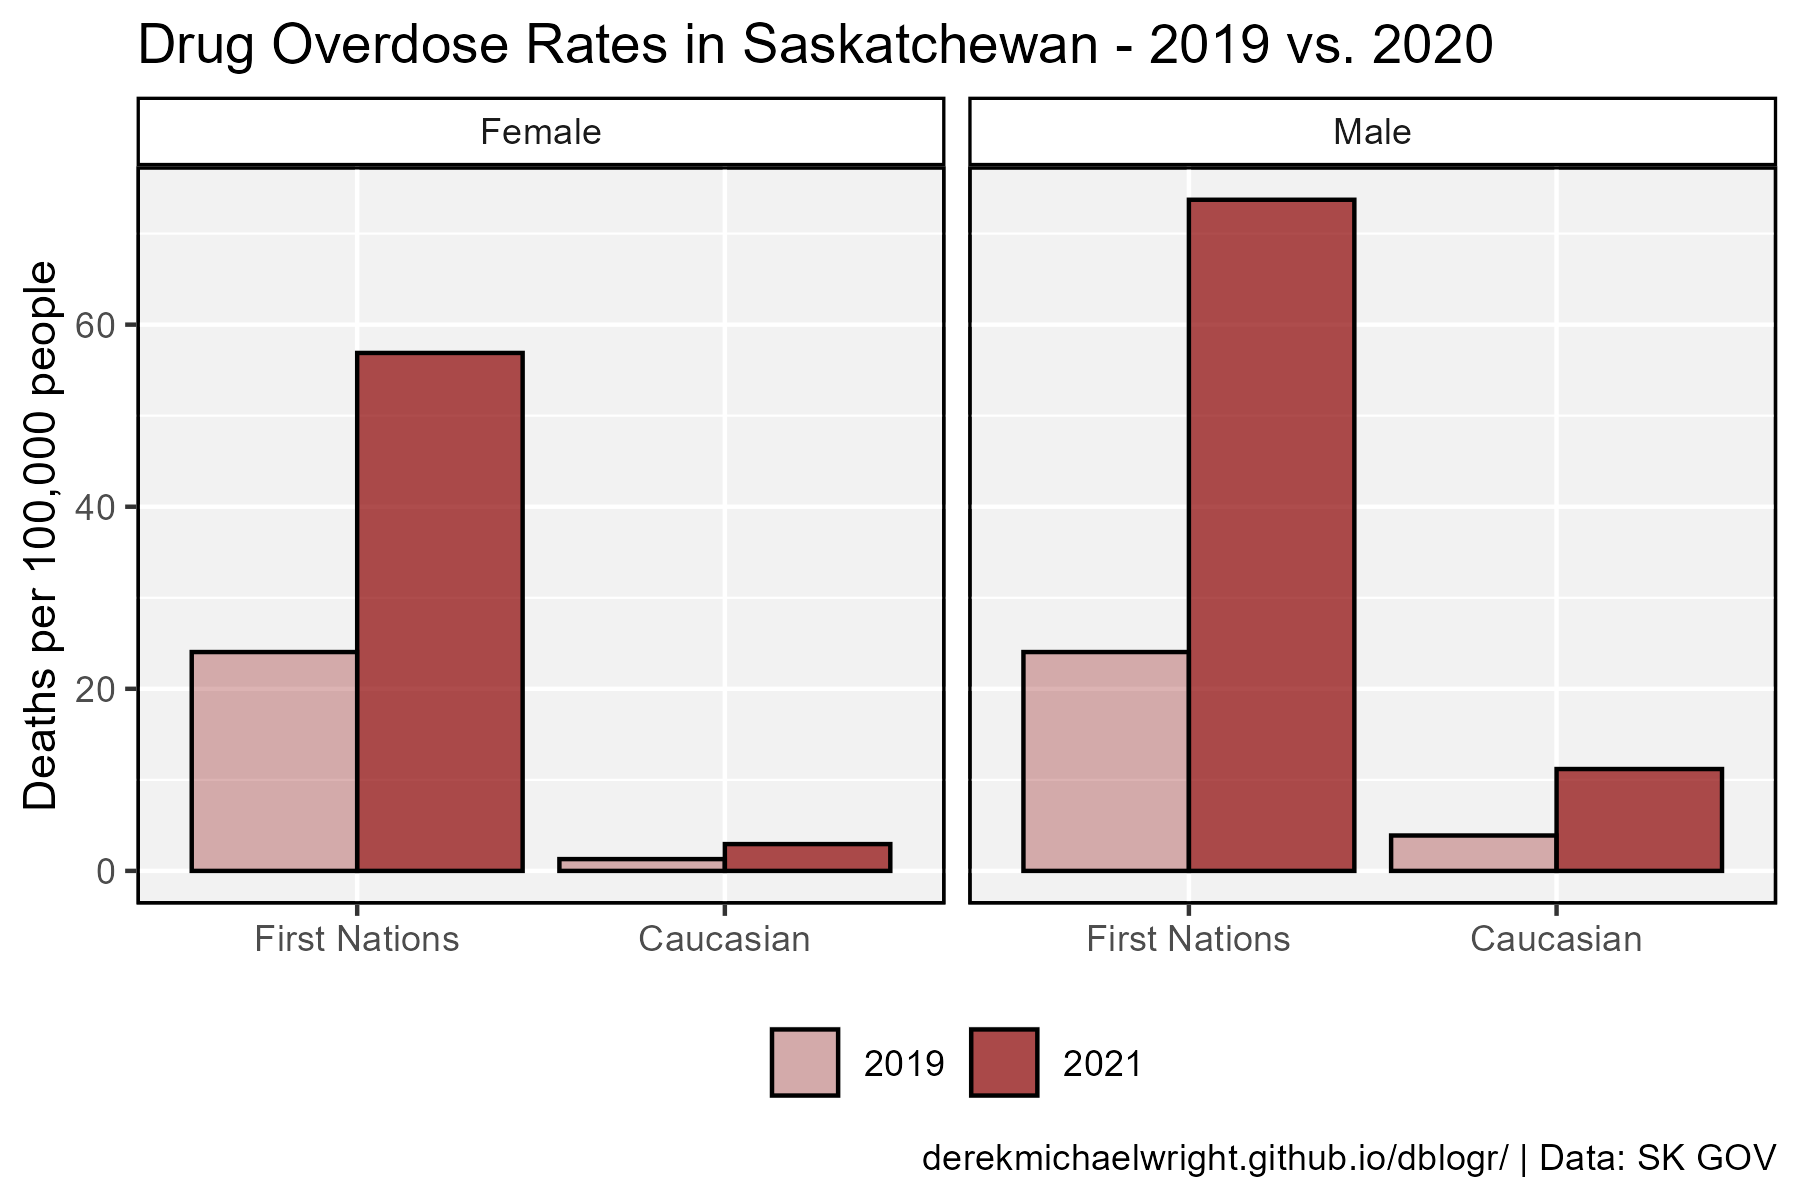 Drug Overdose Rates in Saskatchewan - 2019 vs. 2020
Female
Male
Deaths per 100,000 people
60
40
20
0
First Nations
Caucasian
First Nations
Caucasian
2019
2021
derekmichaelwright.github.io/dblogr/ | Data: SK GOV